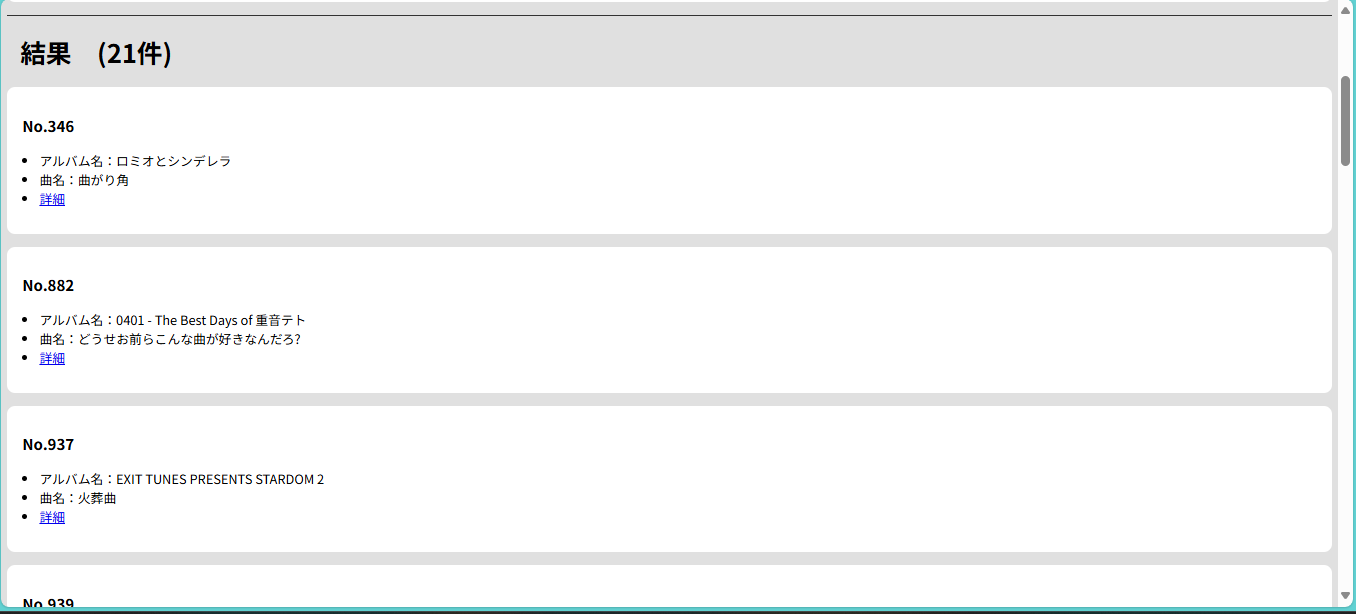 結果　(21件)
No.346
アルバム名：ロミオとシンデレラ
曲名：曲がり角
詳細
No.882
アルバム名：0401 - The Best Days of 重音テト
曲名：どうせお前らこんな曲が好きなんだろ?
詳細
No.937
アルバム名：EXIT TUNES PRESENTS STARDOM 2
曲名：火葬曲
詳細
No.939